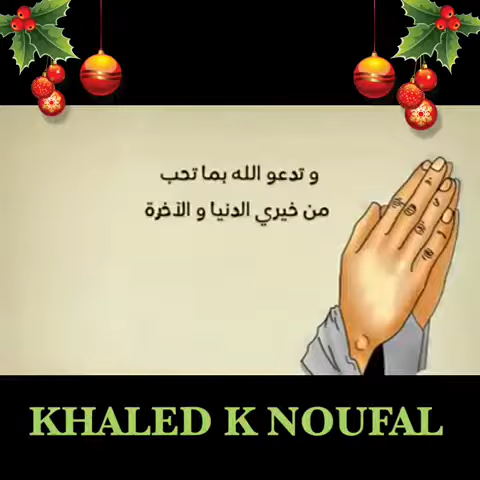 و تدعو الله بما تحب
من خيري الدنيا و الآخرة
KHALED K NOUFAL